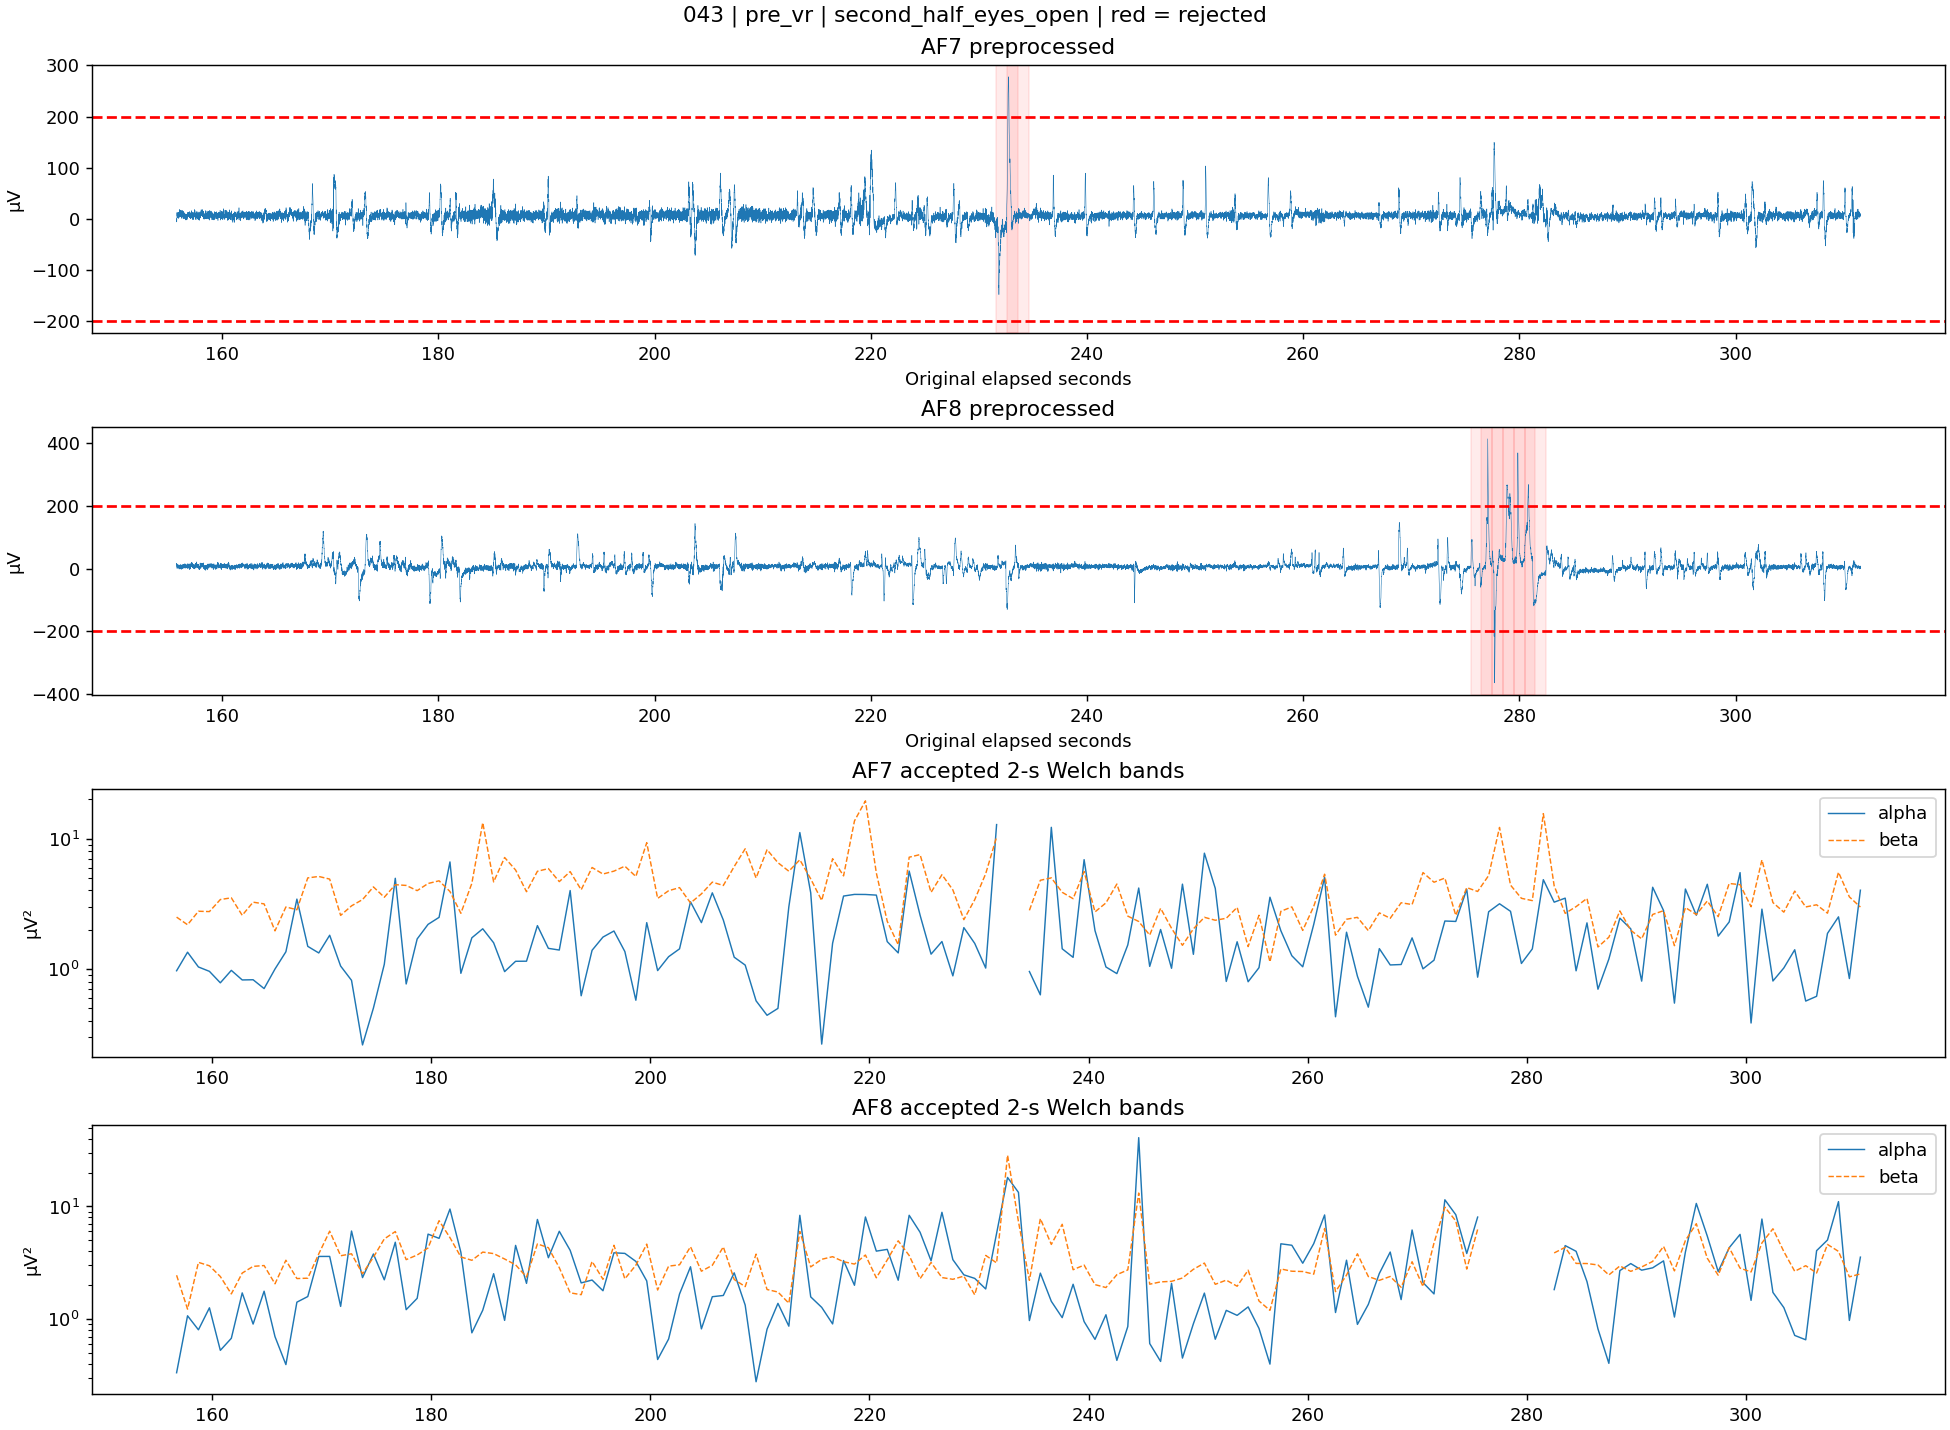 043 | pre_vr | second_half_eyes_open | red = rejected
AF7 preprocessed
300
200
100
0
−100
−200
µV
160 180 200 220 240 260 280 300
Original elapsed seconds
AF8 preprocessed
400
200
0
−200
−400
µV
160 180 200 220 240 260 280 300
Original elapsed seconds
AF7 accepted 2-s Welch bands
alpha
beta
10¹
10⁰
µV²
160 180 200 220 240 260 280 300
AF8 accepted 2-s Welch bands
alpha
beta
10¹
10⁰
µV²
160 180 200 220 240 260 280 300